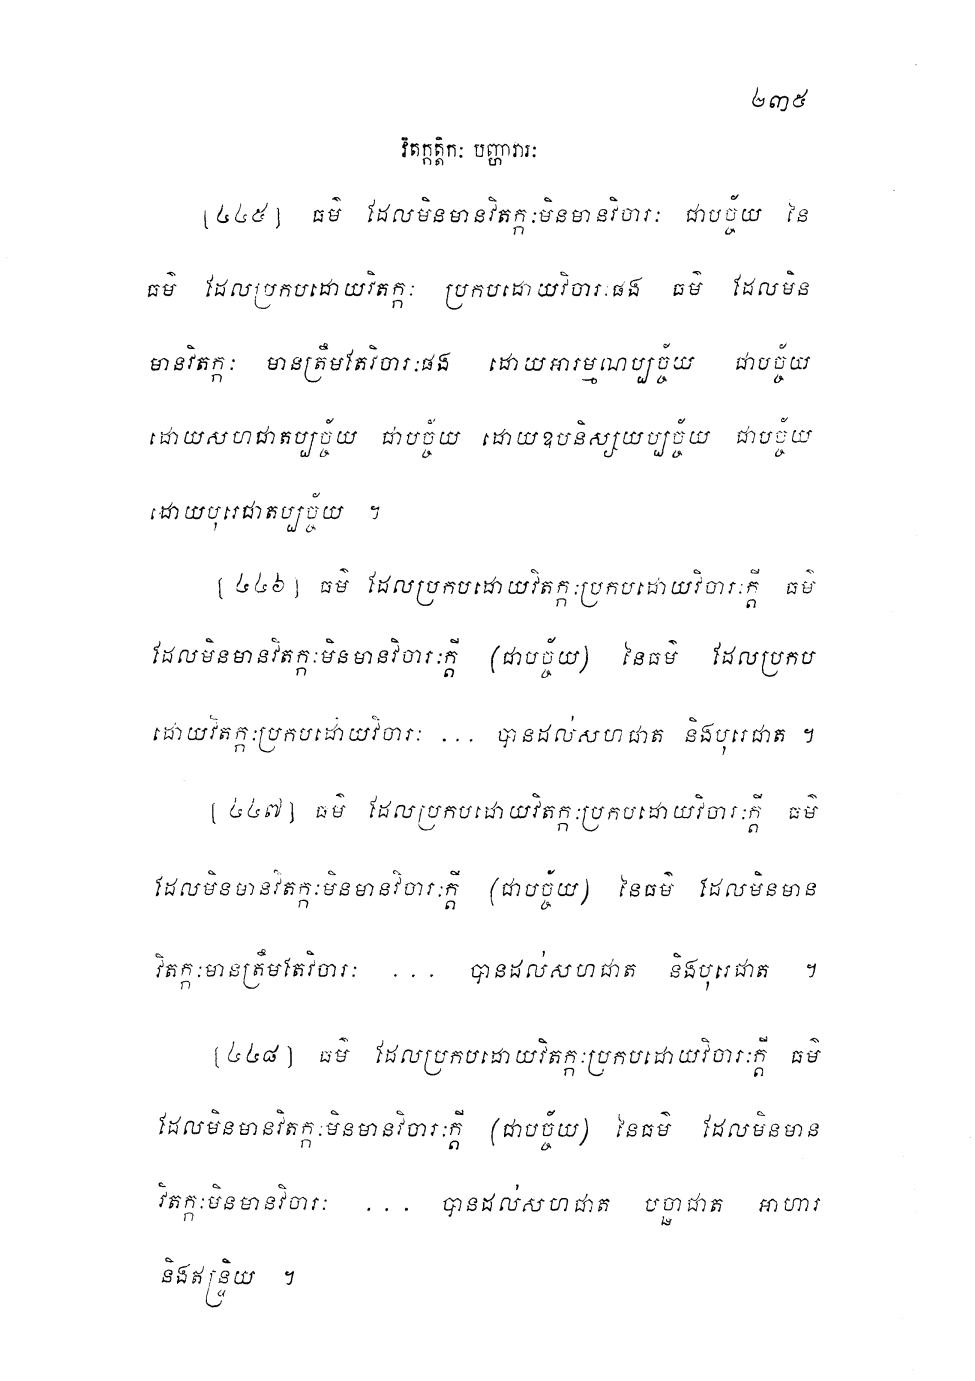 ២៣៥
វិតក្កត្តិកៈ បញ្ហាវារៈ
[៤៤៥] ធម៌ ដែលមិនមានវិតក្កៈមិនមានវិចារៈ ជាបច្ច័យ នៃ
ធម៌ ដែលប្រកបដោយវិតក្កៈ ប្រកបដោយវិចារៈផង ធម៌ ដែលមិន
មានវិតក្កៈ មានត្រឹមតែវិចារៈផង ដោយអារម្មណប្បច្ច័យ ជាបច្ច័យ
ដោយសហជាតប្បច្ច័យ ជាបច្ច័យ ដោយឧបនិស្សយប្បច្ច័យ ជាបច្ច័យ
ដោយបុរេជាតប្បច្ច័យ ។
[៤៤៦] ធម៌ ដែលប្រកបដោយវិតក្កៈប្រកបដោយវិចារៈក្តី ធម៌
ដែលមិនមានវិតក្កៈមិនមានវិចារៈក្តី (ជាបច្ច័យ) នៃធម៌ ដែលប្រកប
ដោយវិតក្កៈប្រកបដោយវិចារៈ ... បានដល់សហជាត និងបុរេជាត ។
[៤៤៧] ធម៌ ដែលប្រកបដោយវិតក្កៈប្រកបដោយវិចារៈក្តី ធម៌
ដែលមិនមានវិតក្កៈមិនមានវិចារៈក្តី (ជាបច្ច័យ) នៃធម៌ ដែលមិនមាន
វិតក្កៈមានត្រឹមតែវិចារៈ ... បានដល់សហជាត និងបុរេជាត ។
[៤៤៨] ធម៌ ដែលប្រកបដោយវិតក្កៈប្រកបដោយវិចារៈក្តី ធម៌
ដែលមិនមានវិតក្កៈមិនមានវិចារៈក្តី (ជាបច្ច័យ) នៃធម៌ ដែលមិនមាន
វិតក្កៈមិនមានវិចារៈ ... បានដល់សហជាត បច្ឆាជាត អាហារ
និងឥន្ទ្រិយ ។